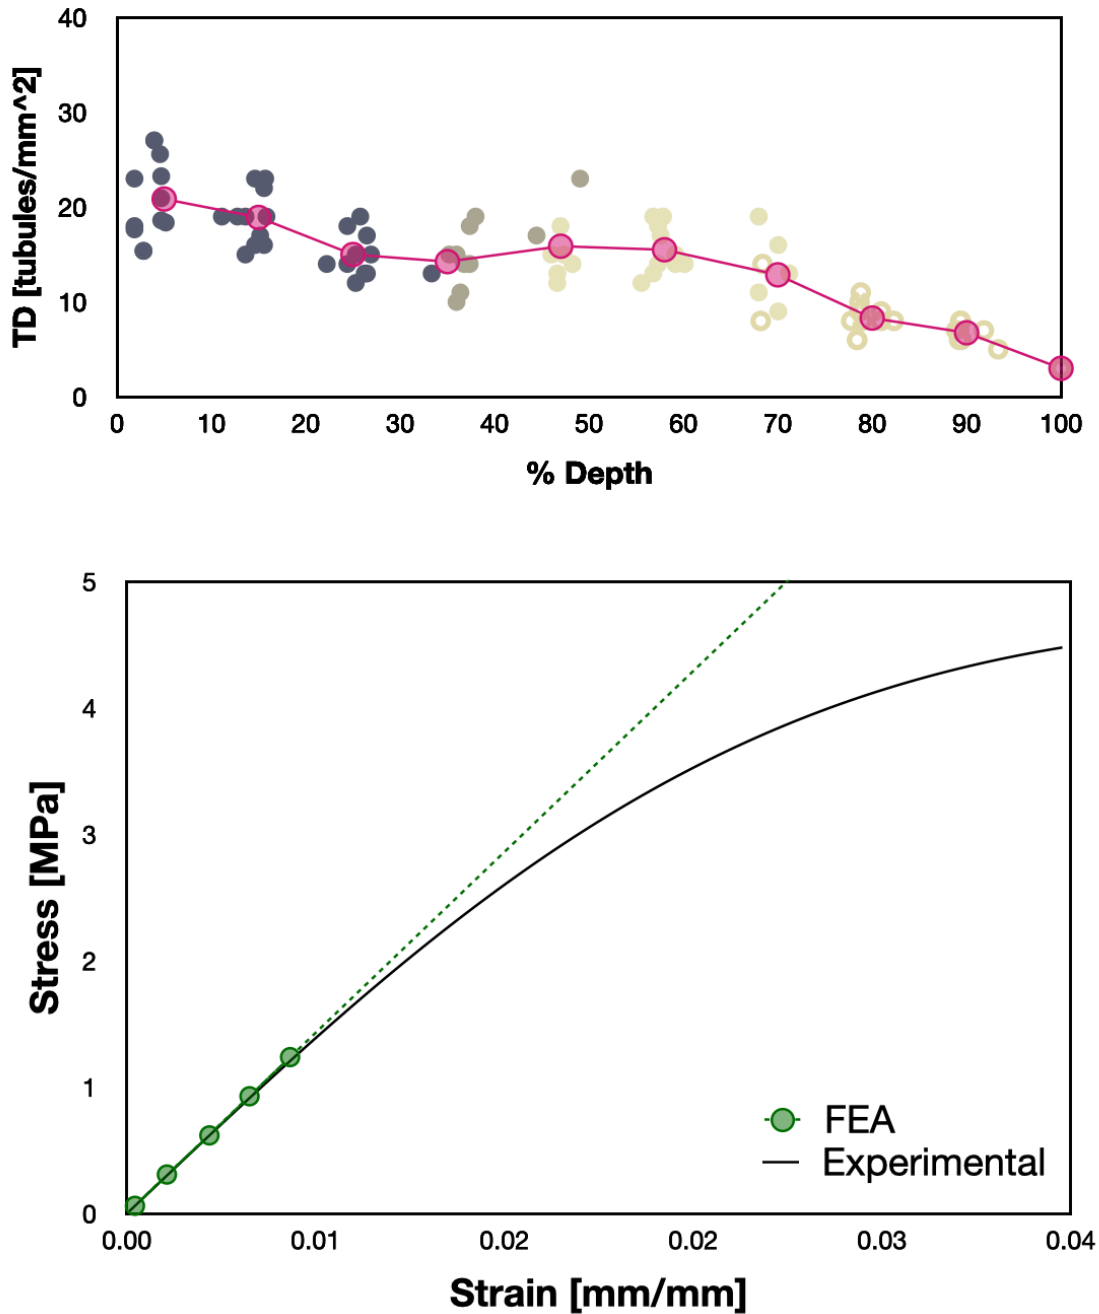 40
30
20
10
0
TD [tubules/mm^2]
0 10 20 30 40 50 60 70 80 90 100
% Depth
5
4
3
2
1
0
Stress [MPa]
FEA
Experimental
0.00 0.01 0.02 0.02 0.03 0.04
Strain [mm/mm]